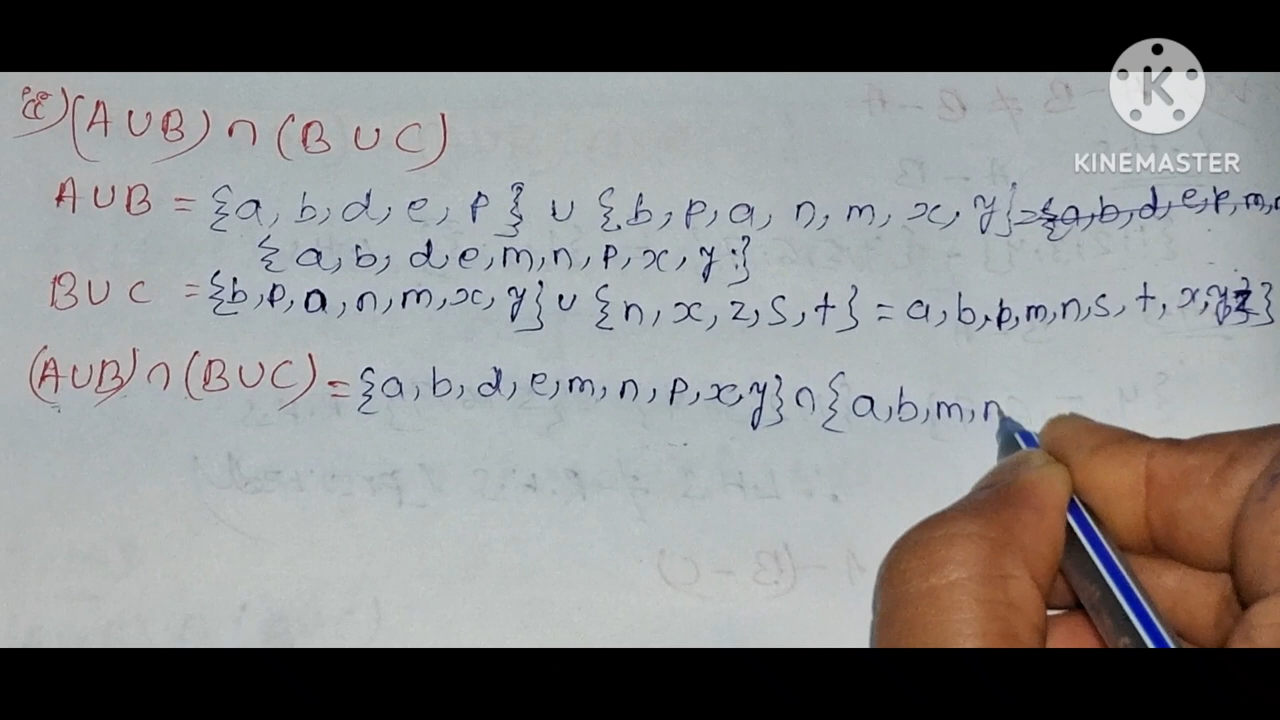 (A∪B)∩(B∪C)
KINEMASTER
A∪B = {a, b, d, e, p} ∪ {b, p, a, n, m, x, y} = {a, b, d, e, p, m, n
{a, b, d, e, m, n, p, x, y}
B∪C = {b, p, a, n, m, x, y} ∪ {n, x, z, s, t} = a, b, p, m, n, s, t, x, y, z}
(A∪B)∩(B∪C) = {a, b, d, e, m, n, p, x, y} ∩ {a, b, m, n